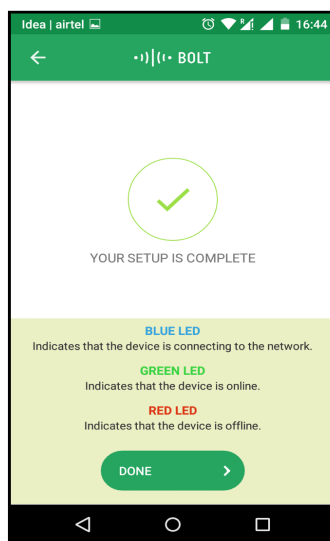 Idea | airtel 16:44
BOLT
YOUR SETUP IS COMPLETE
BLUE LED
Indicates that the device is connecting to the network.
GREEN LED
Indicates that the device is online.
RED LED
Indicates that the device is offline.
DONE